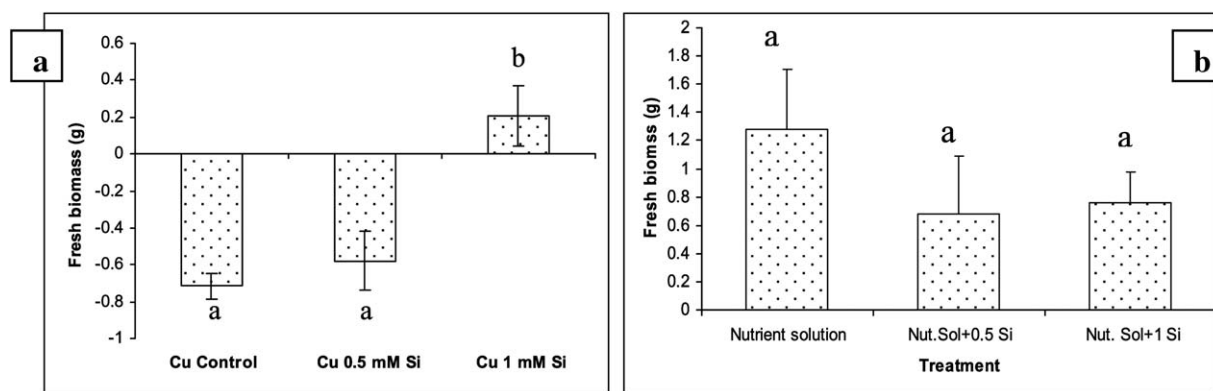 a
Fresh biomass (g)
0.6
0.4
0.2
0
-0.2
-0.4
-0.6
-0.8
-1
a
a
b
Cu Control Cu 0.5 mM Si Cu 1 mM Si
b
Fresh biomss (g)
2
1.8
1.6
1.4
1.2
1
0.8
0.6
0.4
0.2
0
a
a
a
Nutrient solution Nut.Sol+0.5 Si Nut. Sol+1 Si
Treatment